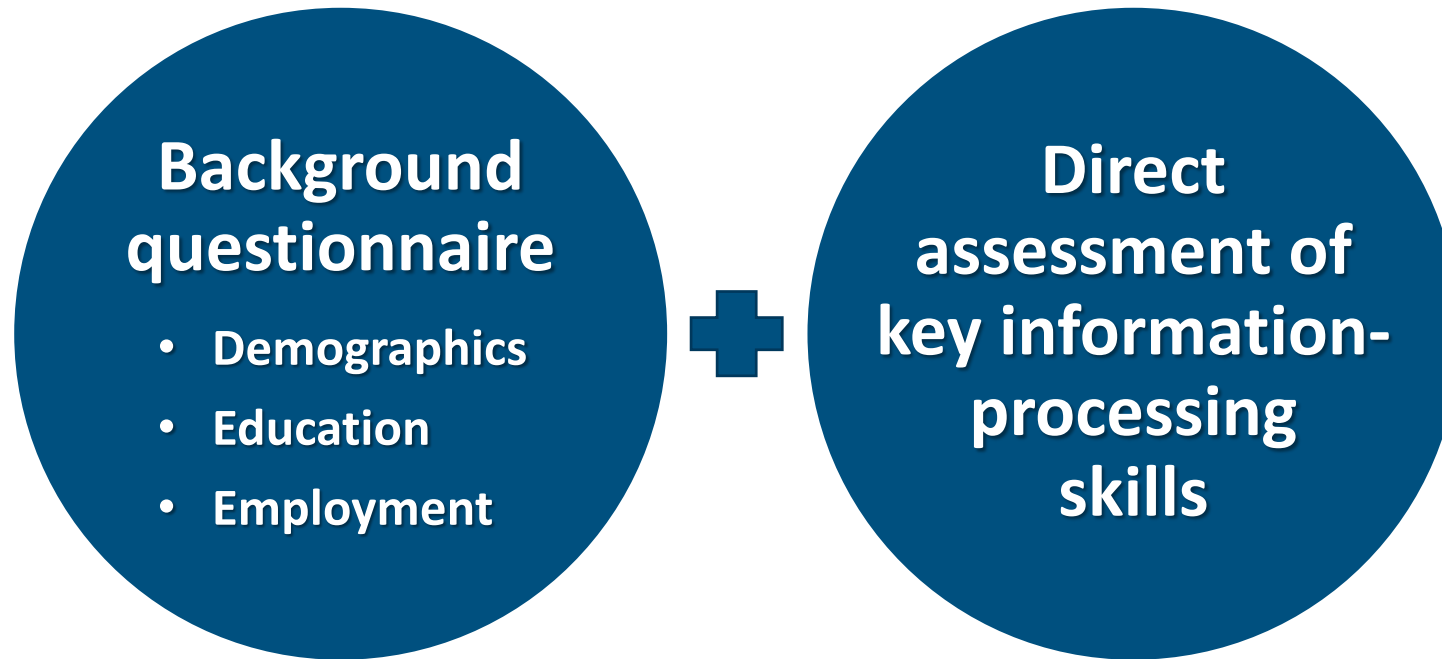 Background
questionnaire
• Demographics
• Education
• Employment
Direct
assessment of
key information-
processing
skills